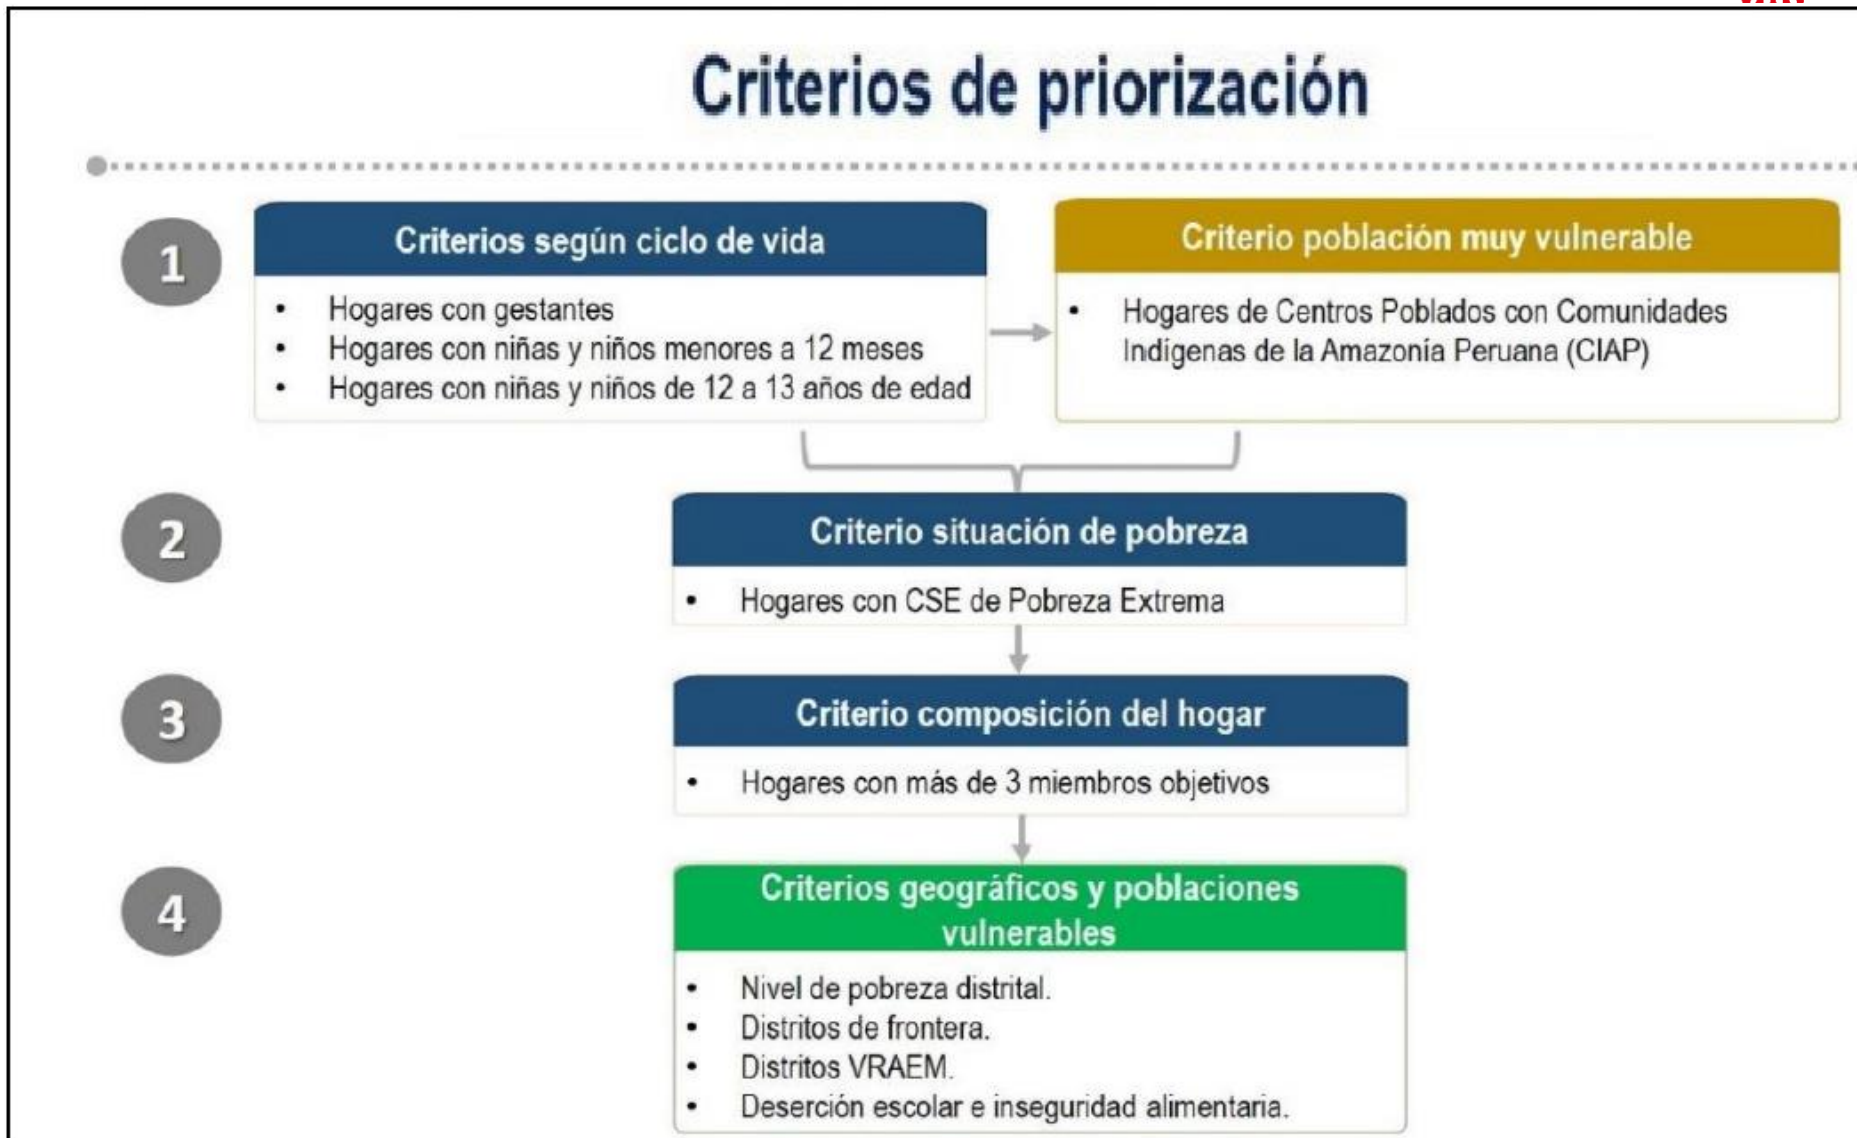 Criterios de priorización
1
Criterios según ciclo de vida
• Hogares con gestantes
• Hogares con niñas y niños menores a 12 meses
• Hogares con niñas y niños de 12 a 13 años de edad
Criterio población muy vulnerable
• Hogares de Centros Poblados con Comunidades
Indígenas de la Amazonía Peruana (CIAP)
2
Criterio situación de pobreza
• Hogares con CSE de Pobreza Extrema
3
Criterio composición del hogar
• Hogares con más de 3 miembros objetivos
4
Criterios geográficos y poblaciones
vulnerables
• Nivel de pobreza distrital.
• Distritos de frontera.
• Distritos VRAEM.
• Deserción escolar e inseguridad alimentaria.